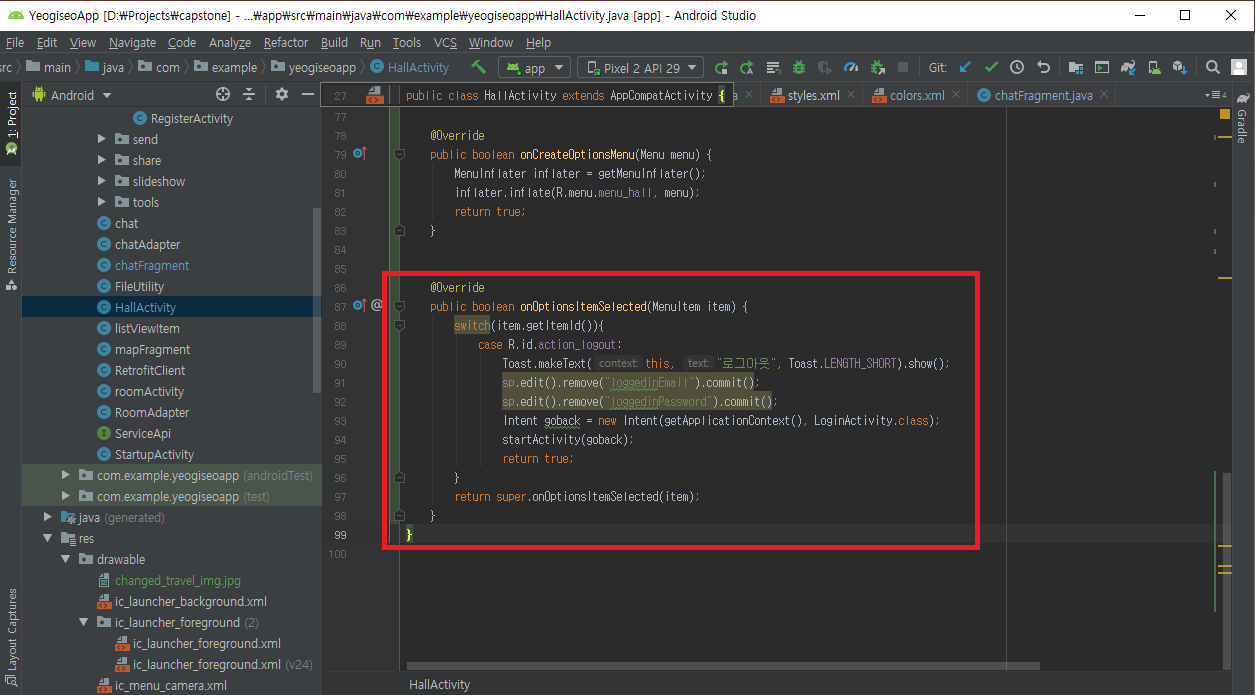 YeogiseoApp [D:₩Projects₩capstone] - ...₩app₩src₩main₩java₩com₩example₩yeogiseoapp₩HallActivity.java [app] - Android Studio
File Edit View Navigate Code Analyze Refactor Build Run Tools VCS Window Help
src main java com example yeogiseoapp HallActivity app Pixel 2 API 29 Git:
Android
27 public class HallActivity extends AppCompatActivity {
a styles.xml colors.xml chatFragment.java 4
1: Project
Resource Manager
Layout Captures
Gradle
RegisterActivity
send
share
slideshow
tools
chat
chatAdapter
chatFragment
FileUtility
HallActivity
listViewItem
mapFragment
RetrofitClient
roomActivity
RoomAdapter
ServiceApi
StartupActivity
com.example.yeogiseoapp (androidTest)
com.example.yeogiseoapp (test)
java (generated)
res
drawable
changed_travel_img.jpg
ic_launcher_background.xml
ic_launcher_foreground (2)
ic_launcher_foreground.xml
ic_launcher_foreground.xml (v24)
ic_menu_camera.xml
77
78 @Override
79 public boolean onCreateOptionsMenu(Menu menu) {
80 MenuInflater inflater = getMenuInflater();
81 inflater.inflate(R.menu.menu_hall, menu);
82 return true;
83 }
84
85
86 @Override
87 @ public boolean onOptionsItemSelected(MenuItem item) {
88 switch(item.getItemId()){
89 case R.id.action_logout:
90 Toast.makeText( context: this, text: "로그아웃", Toast.LENGTH_SHORT).show();
91 sp.edit().remove("loggedinEmail").commit();
92 sp.edit().remove("loggedinPassword").commit();
93 Intent goback = new Intent(getApplicationContext(), LoginActivity.class);
94 startActivity(goback);
95 return true;
96 }
97 return super.onOptionsItemSelected(item);
98 }
99 }
100
HallActivity